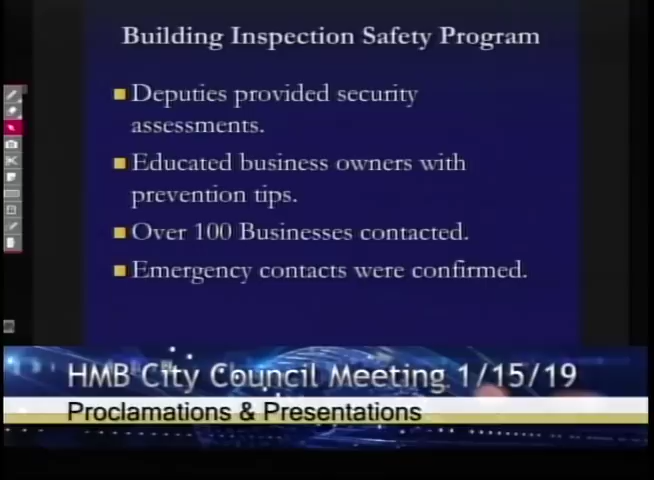 Building Inspection Safety Program
Deputies provided security
assessments.
Educated business owners with
prevention tips.
Over 100 Businesses contacted.
Emergency contacts were confirmed.
HMB City Council Meeting 1/15/19
Proclamations & Presentations